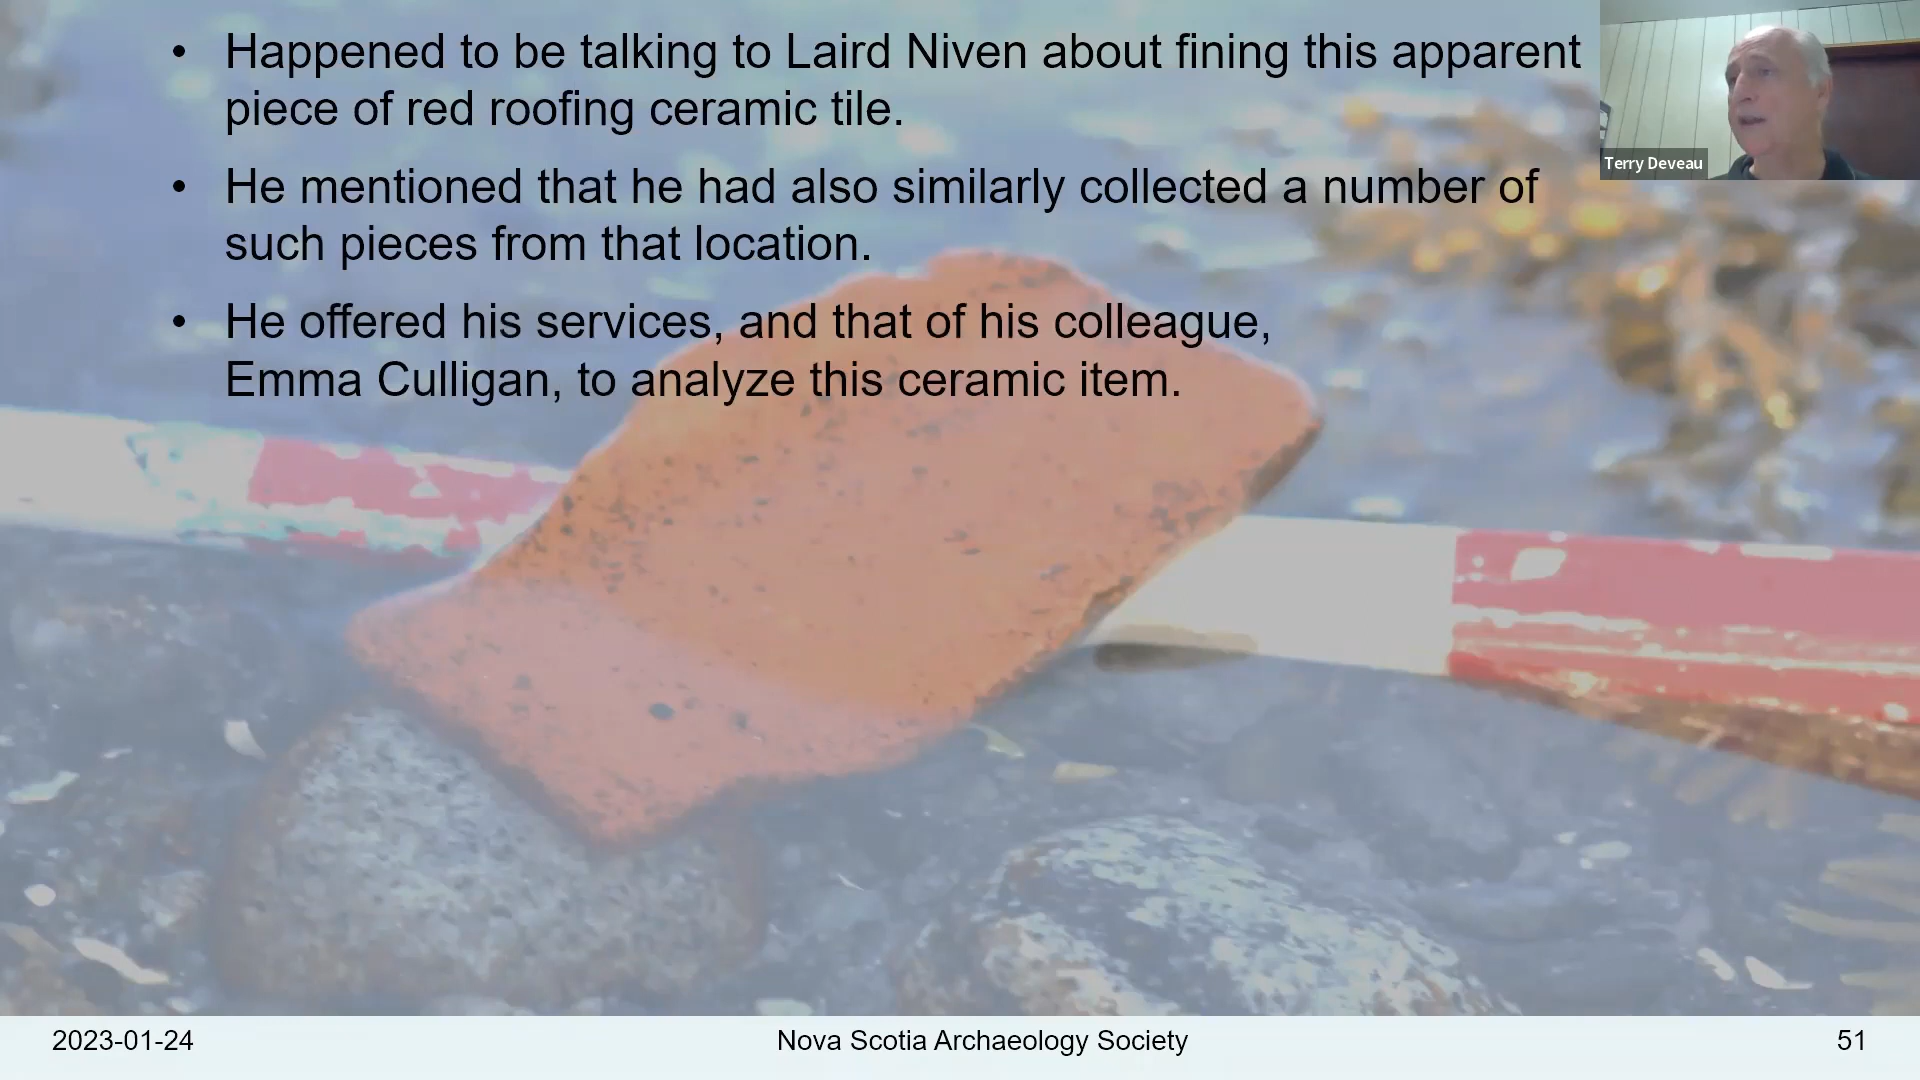 • Happened to be talking to Laird Niven about fining this apparent
piece of red roofing ceramic tile.
• He mentioned that he had also similarly collected a number of
such pieces from that location.
• He offered his services, and that of his colleague,
Emma Culligan, to analyze this ceramic item.
Terry Deveau
2023-01-24
Nova Scotia Archaeology Society
51